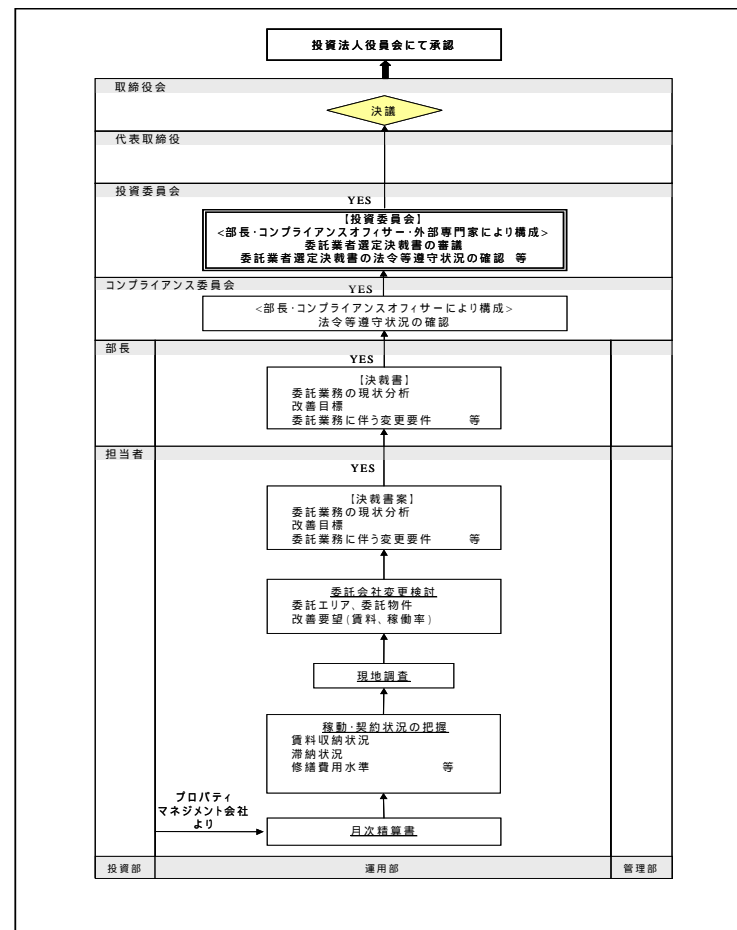 投資法人役員会にて承認
取締役会
決議
代表取締役
投資委員会
YES
【投資委員会】
<部長・コンプライアンスオフィサー・外部専門家により構成>
委託業者選定決裁書の審議
委託業者選定決裁書の法令等遵守状況の確認 等
コンプライアンス委員会
YES
<部長・コンプライアンスオフィサーにより構成>
法令等遵守状況の確認
部長
YES
【決裁書】
委託業務の現状分析
改善目標
委託業務に伴う変更要件 等
担当者
YES
【決裁書案】
委託業務の現状分析
改善目標
委託業務に伴う変更要件 等
委託会社変更検討
委託エリア、委託物件
改善要望(賃料、稼働率)
現地調査
稼動・契約状況の把握
賃料収納状況
滞納状況
修繕費用水準 等
プロパティ
マネジメント会社
より
月次精算書
投資部 運用部 管理部